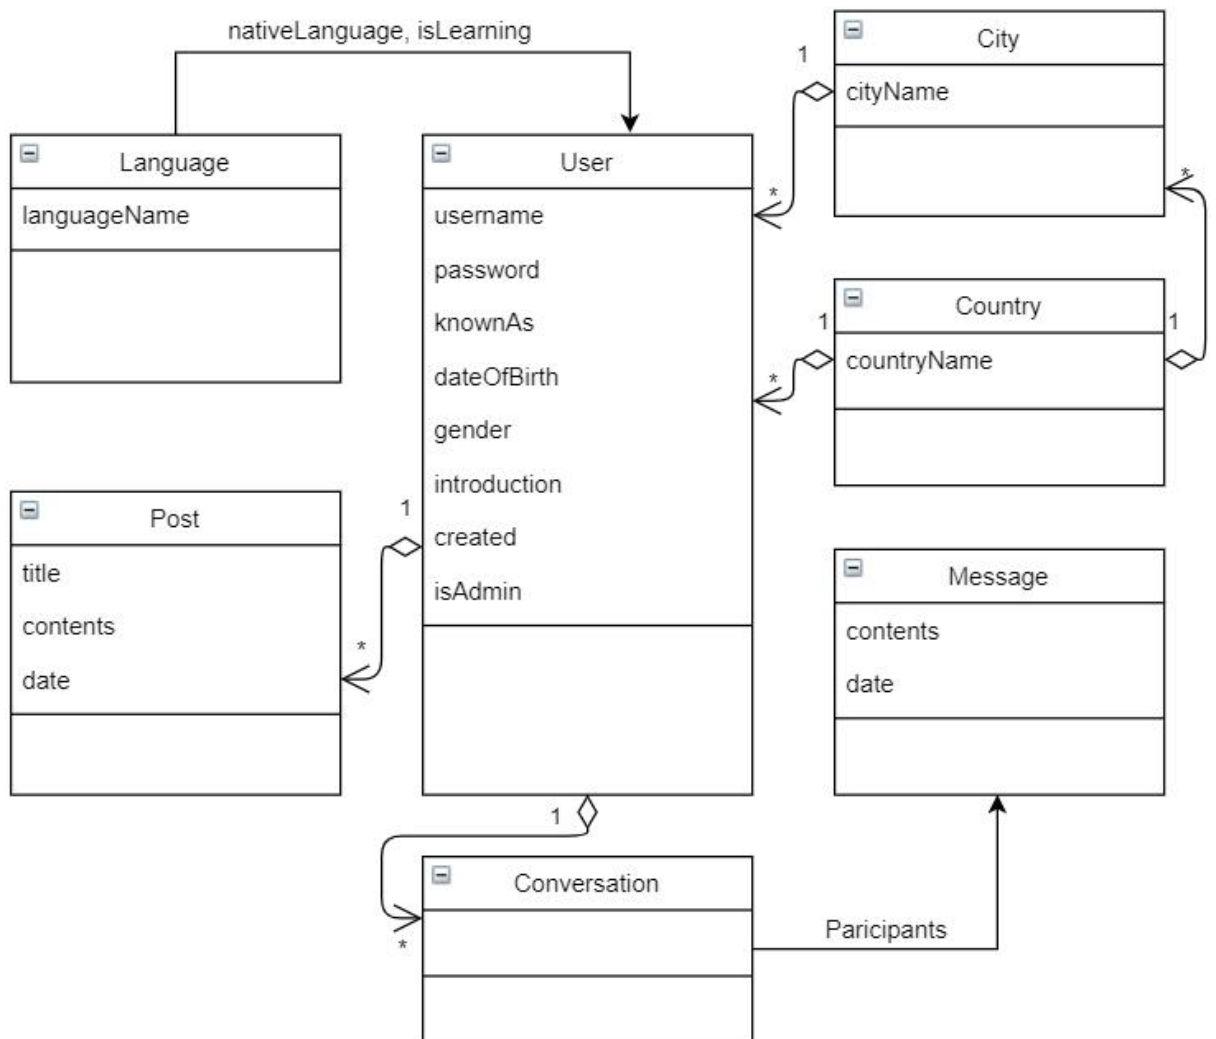 nativeLanguage, isLearning
Language
languageName
User
username
password
knownAs
dateOfBirth
gender
introduction
created
isAdmin
1
*
City
cityName
*
1
*
Country
countryName
1
Post
title
contents
date
1
*
Message
contents
date
1
*
Conversation
Paricipants